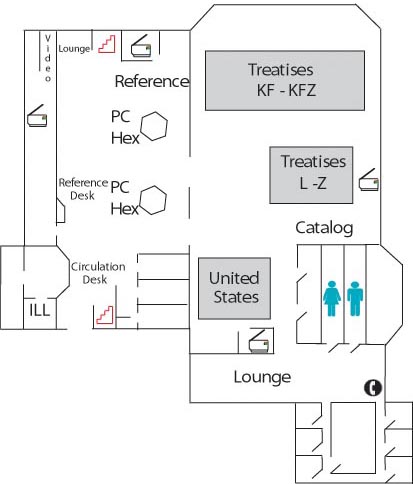 Video
Lounge
Reference
Treatises
KF - KFZ
PC
Hex
Treatises
L -Z
Reference
Desk
PC
Hex
Catalog
Circulation
Desk
United
States
ILL
Lounge